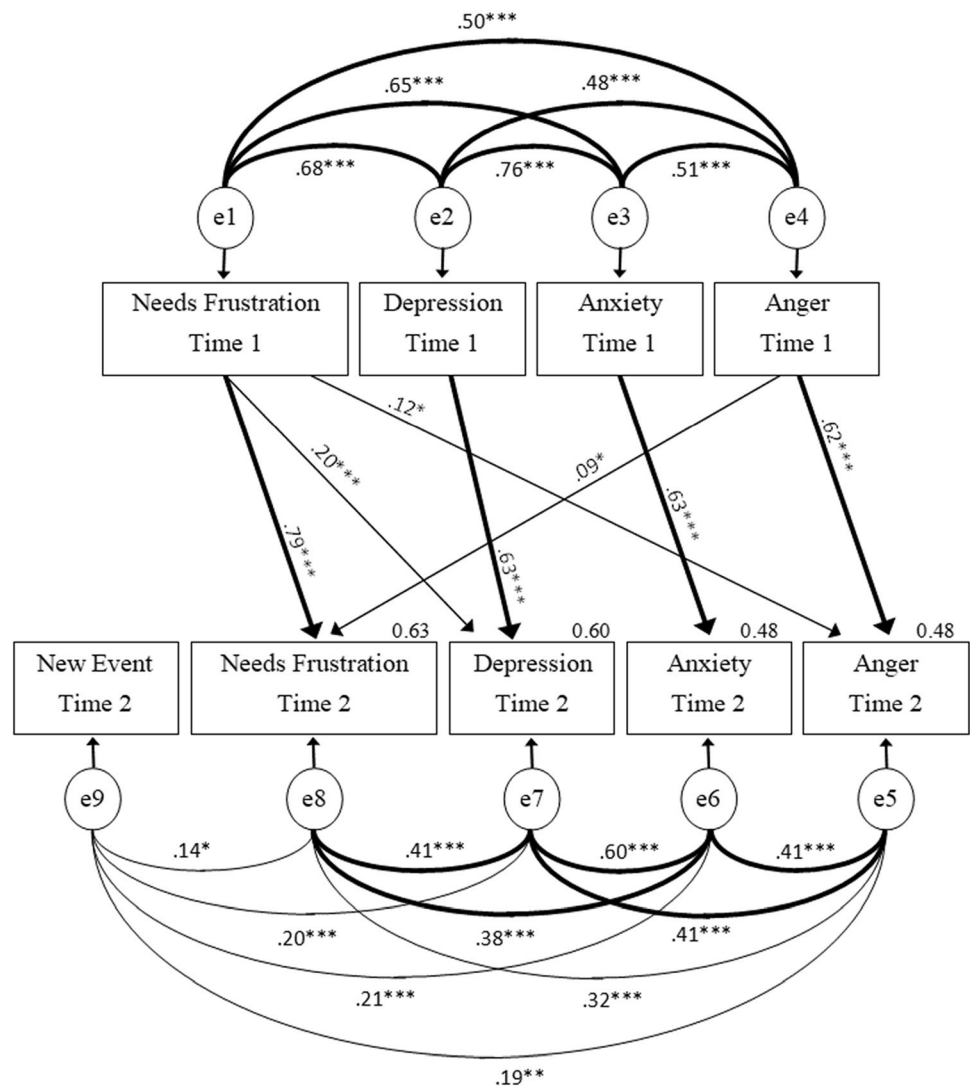 .50***
.65***
.48***
.68***
.76***
.51***
e1
e2
e3
e4
Needs Frustration
Time 1
Depression
Time 1
Anxiety
Time 1
Anger
Time 1
.12*
.20***
.09*
.62***
.79***
.63***
.63***
0.63
0.60
0.48
0.48
New Event
Time 2
Needs Frustration
Time 2
Depression
Time 2
Anxiety
Time 2
Anger
Time 2
e9
e8
e7
e6
e5
.14*
.41***
.60***
.41***
.20***
.38***
.41***
.21***
.32***
.19**